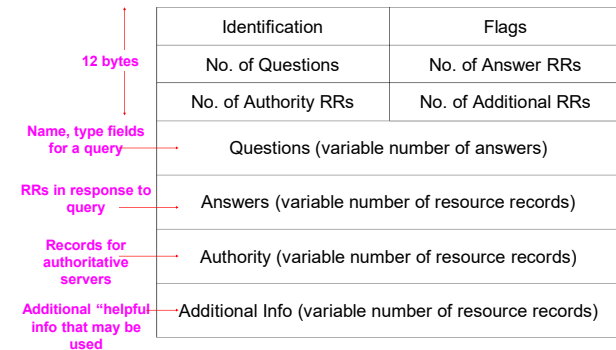 Identification
Flags
12 bytes
No. of Questions
No. of Answer RRs
No. of Authority RRs
No. of Additional RRs
Name, type fields
for a query
Questions (variable number of answers)
RRs in response to
query
Answers (variable number of resource records)
Records for
authoritative
servers
Authority (variable number of resource records)
Additional “helpful
info that may be
used
Additional Info (variable number of resource records)